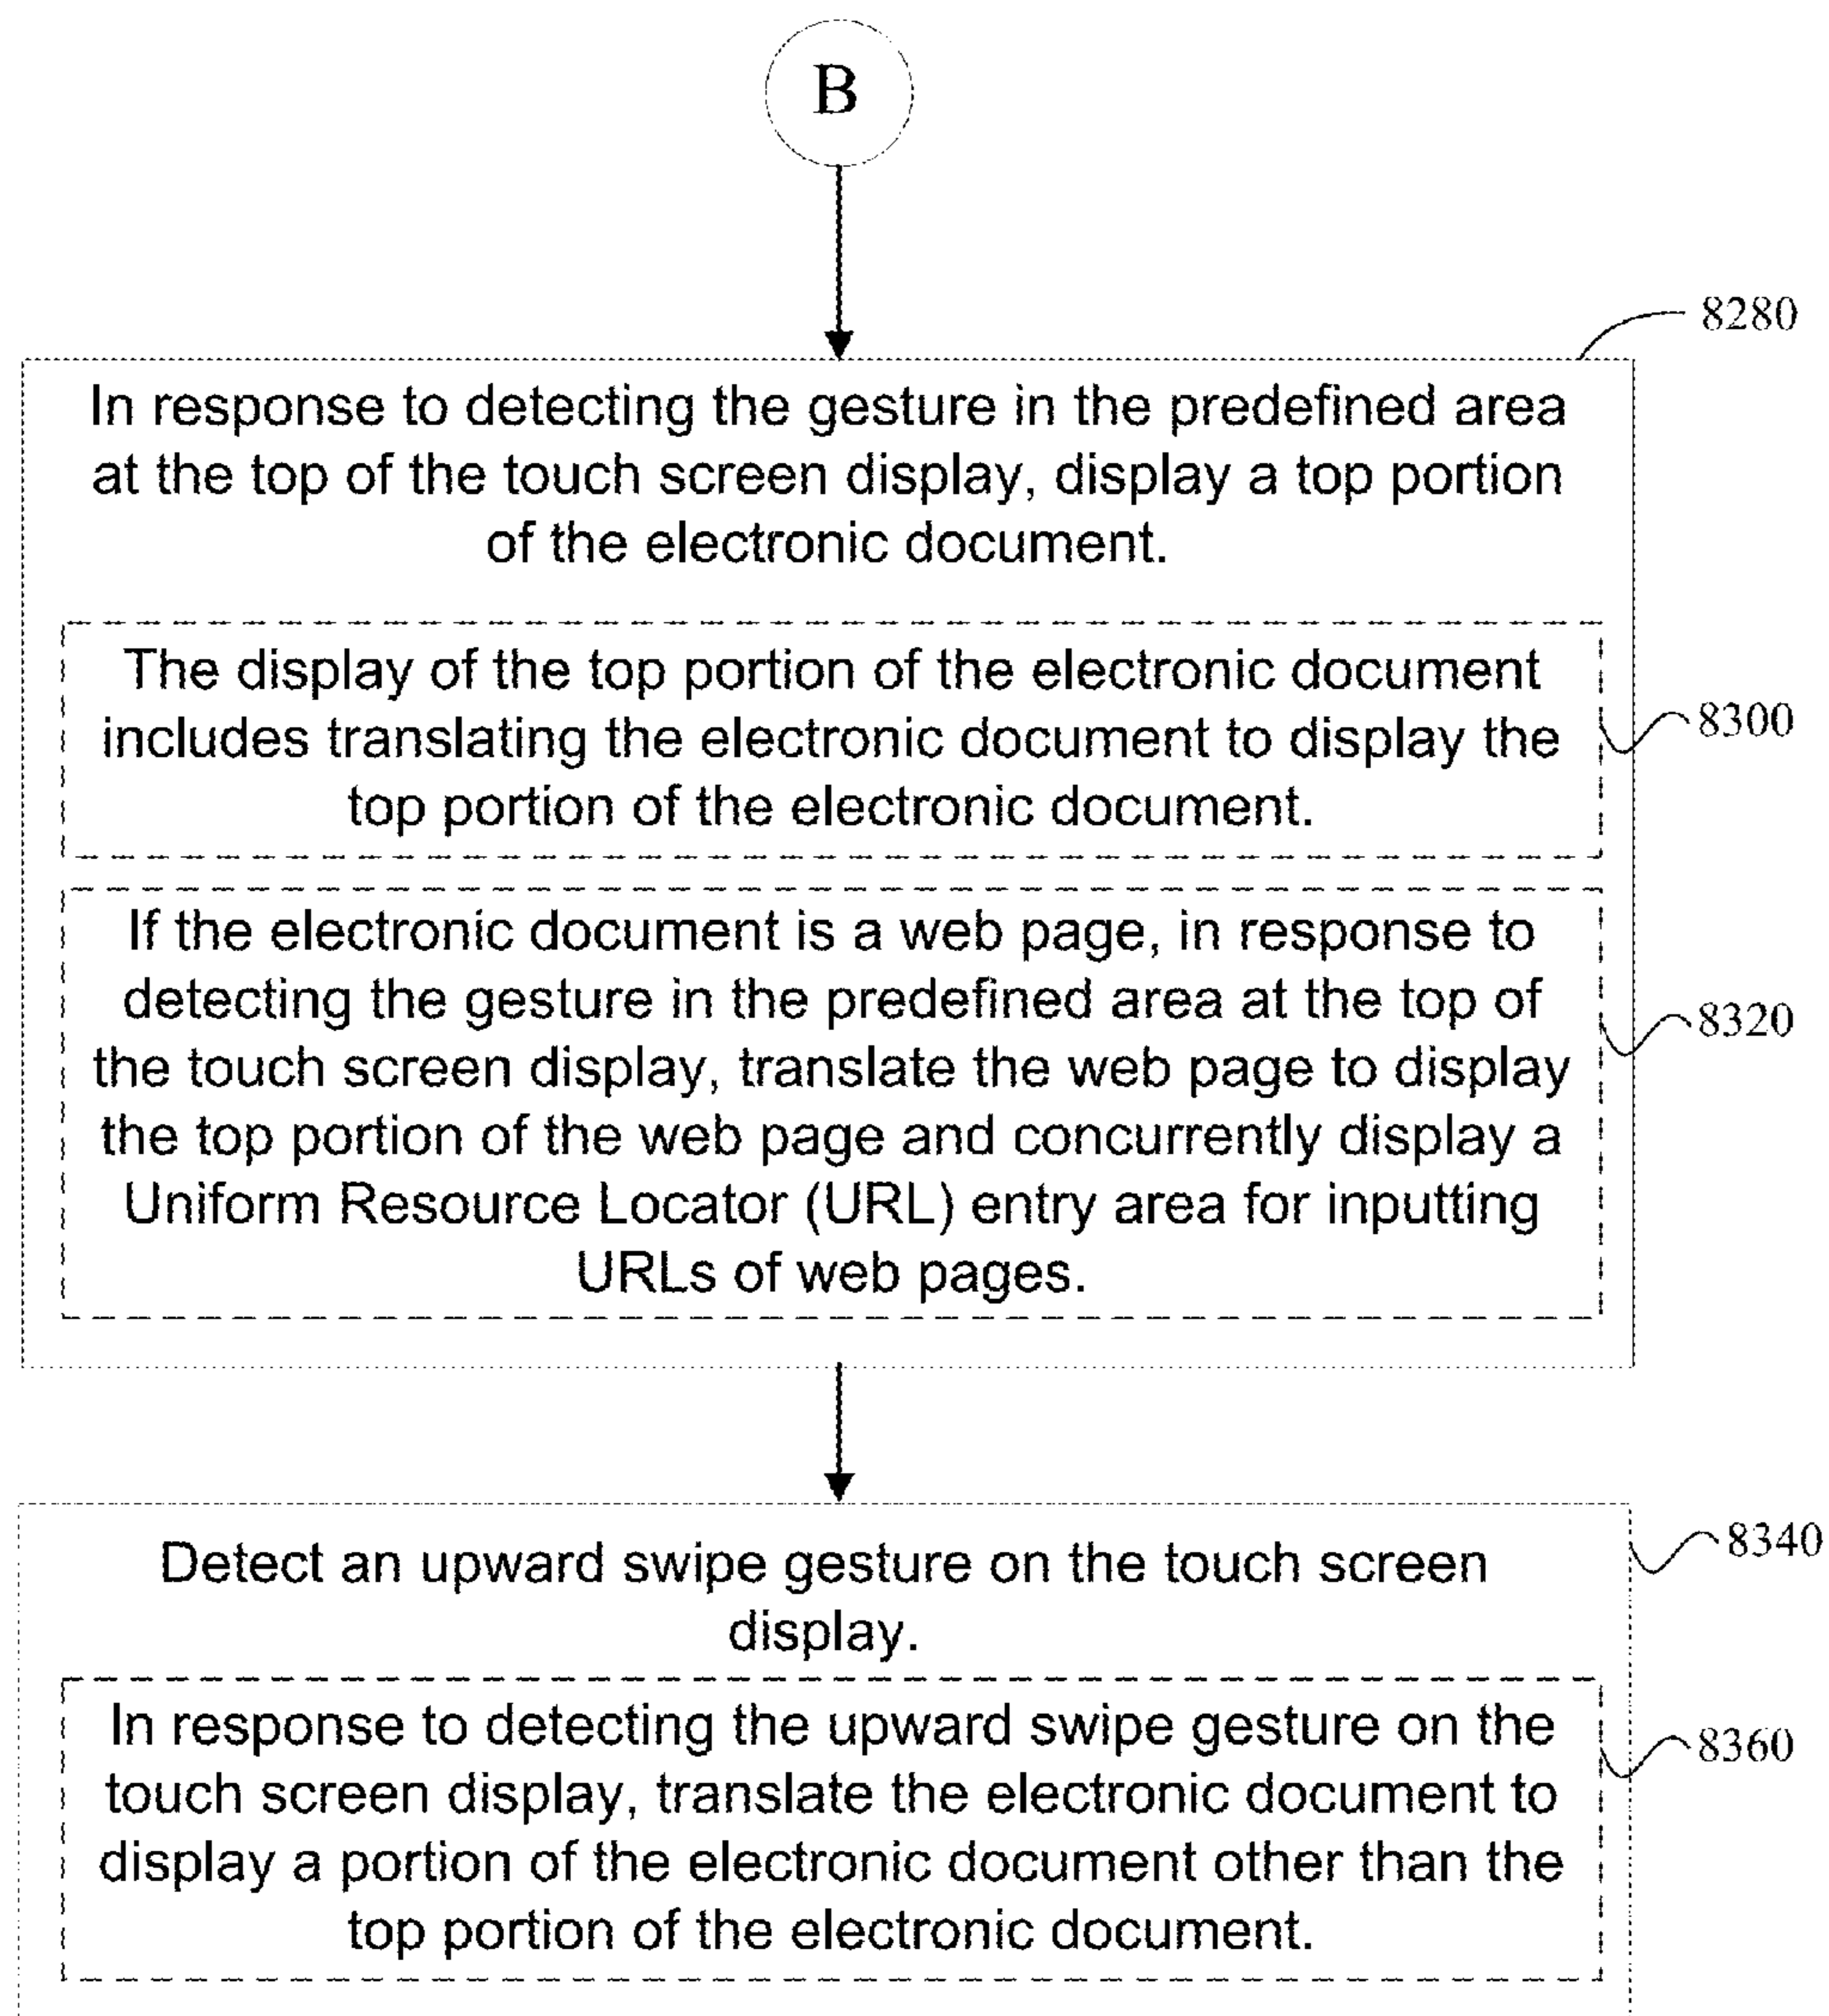 B
8280
In response to detecting the gesture in the predefined area
at the top of the touch screen display, display a top portion
of the electronic document.
The display of the top portion of the electronic document
includes translating the electronic document to display the
top portion of the electronic document.
8300
If the electronic document is a web page, in response to
detecting the gesture in the predefined area at the top of
the touch screen display, translate the web page to display
the top portion of the web page and concurrently display a
Uniform Resource Locator (URL) entry area for inputting
URLs of web pages.
8320
Detect an upward swipe gesture on the touch screen
display.
8340
In response to detecting the upward swipe gesture on the
touch screen display, translate the electronic document to
display a portion of the electronic document other than the
top portion of the electronic document.
8360